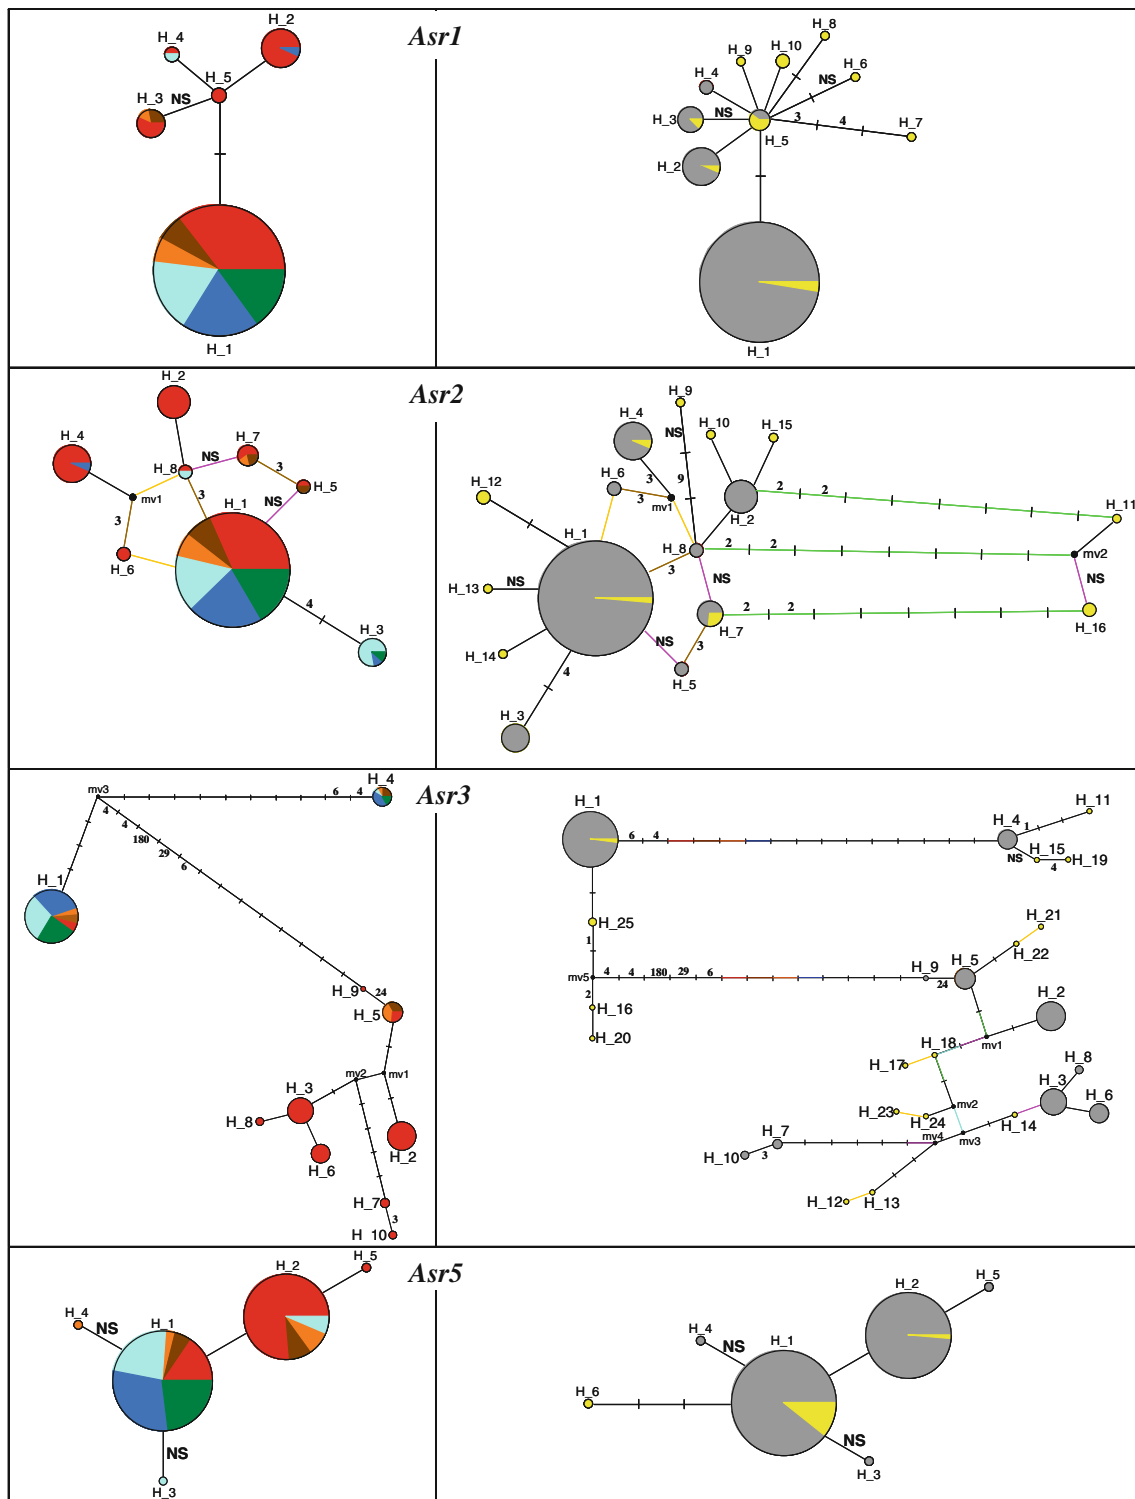 Asr1
H_4
H_2
H_5
NS
H_3
H_1
H_8
H_9
H_10
H_6
H_4
NS
H_3
NS
3
4
H_7
H_5
H_2
H_1
Asr2
H_2
H_4
H_7
NS
H_8
3
H_5
mv1
3
NS
3
H_1
H_6
4
H_3
H_9
H_4
H_10
H_15
NS
H_6
3
9
2
2
H_12
3
mv1
H_2
H_11
H_1
H_8
2
2
mv2
3
NS
NS
H_13
NS
2
2
H_7
H_16
NS
3
H_14
H_5
4
H_3
Asr3
mv3
6
4
H_4
4
4
180
29
6
H_1
H_9
24
H_5
mv2
mv1
H_3
H_8
H_6
H_2
H_7
3
H_10
H_1
6
4
H_4
1
H_11
NS
H_15
4
H_19
H_25
1
H_21
H_22
mv5
4
4
180
29
6
H_9
24
H_5
2
H_16
H_2
H_20
H_18
mv1
H_17
H_8
H_3
H_6
H_23
H_24
mv2
H_14
H_7
mv4
mv3
H_10
3
H_12
H_13
Asr5
H_2
H_5
H_4
NS
H_1
NS
H_3
H_2
H_5
H_4
NS
H_1
H_6
NS
H_3